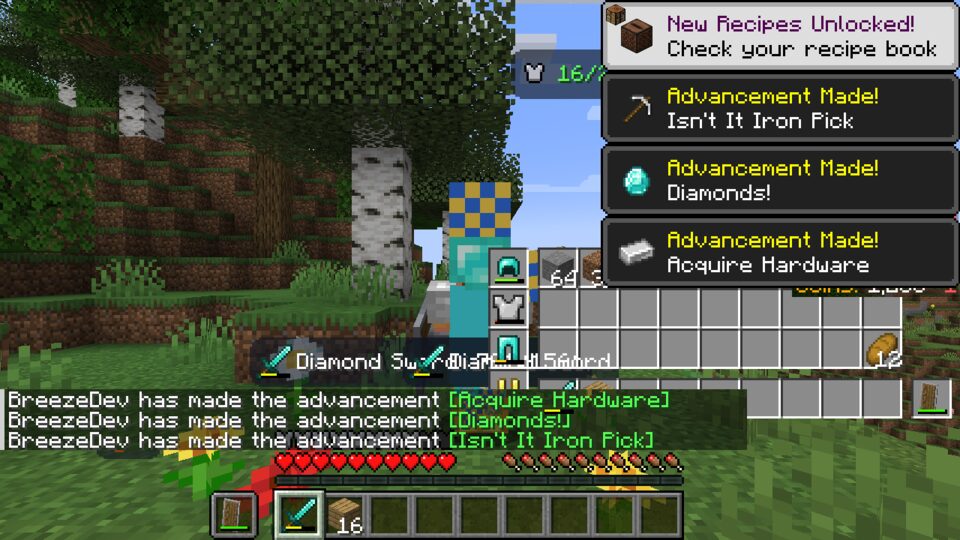 New Recipes Unlocked!
Check your recipe book
16/
Advancement Made!
Isn't It Iron Pick
Advancement Made!
Diamonds!
Advancement Made!
Acquire Hardware
64
12
Diamond
BreezeDev has made the advancement [Acquire Hardware]
BreezeDev has made the advancement [Diamonds!]
BreezeDev has made the advancement [Isn't It Iron Pick]
16